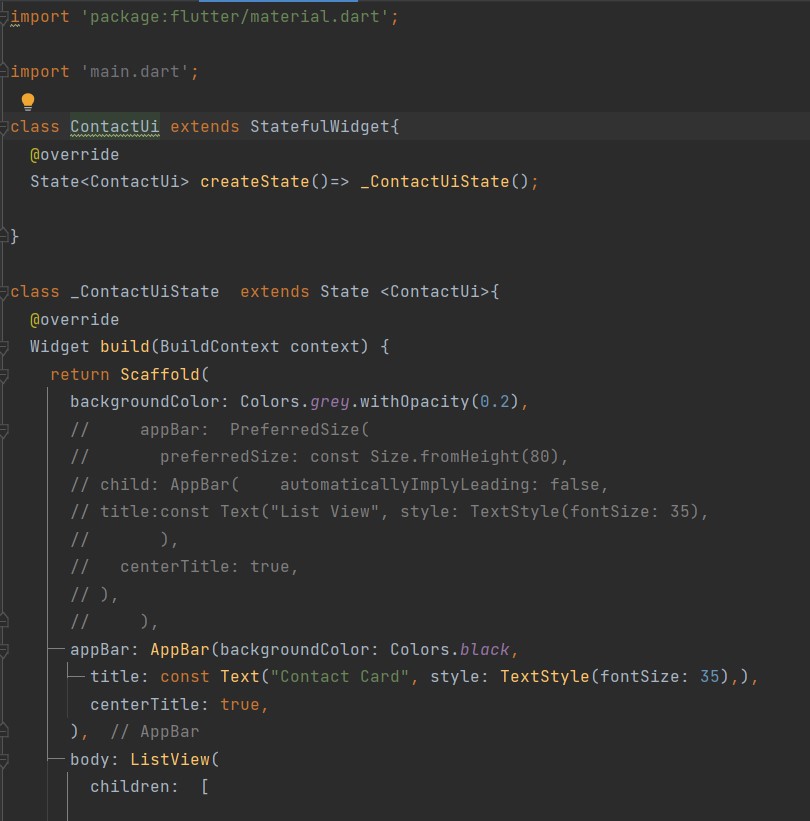 import 'package:flutter/material.dart';
import 'main.dart';
class ContactUi extends StatefulWidget{
@override
State<ContactUi> createState()=> _ContactUiState();
}
class _ContactUiState  extends State <ContactUi>{
@override
Widget build(BuildContext context) {
return Scaffold(
backgroundColor: Colors.grey.withOpacity(0.2),
//     appBar:  PreferredSize(
//       preferredSize: const Size.fromHeight(80),
// child: AppBar(    automaticallyImplyLeading: false,
// title:const Text("List View", style: TextStyle(fontSize: 35),
//       ),
//   centerTitle: true,
// ),
//     ),
appBar: AppBar(backgroundColor: Colors.black,
title: const Text("Contact Card", style: TextStyle(fontSize: 35),),
centerTitle: true,
),  // AppBar
body: ListView(
children:  [